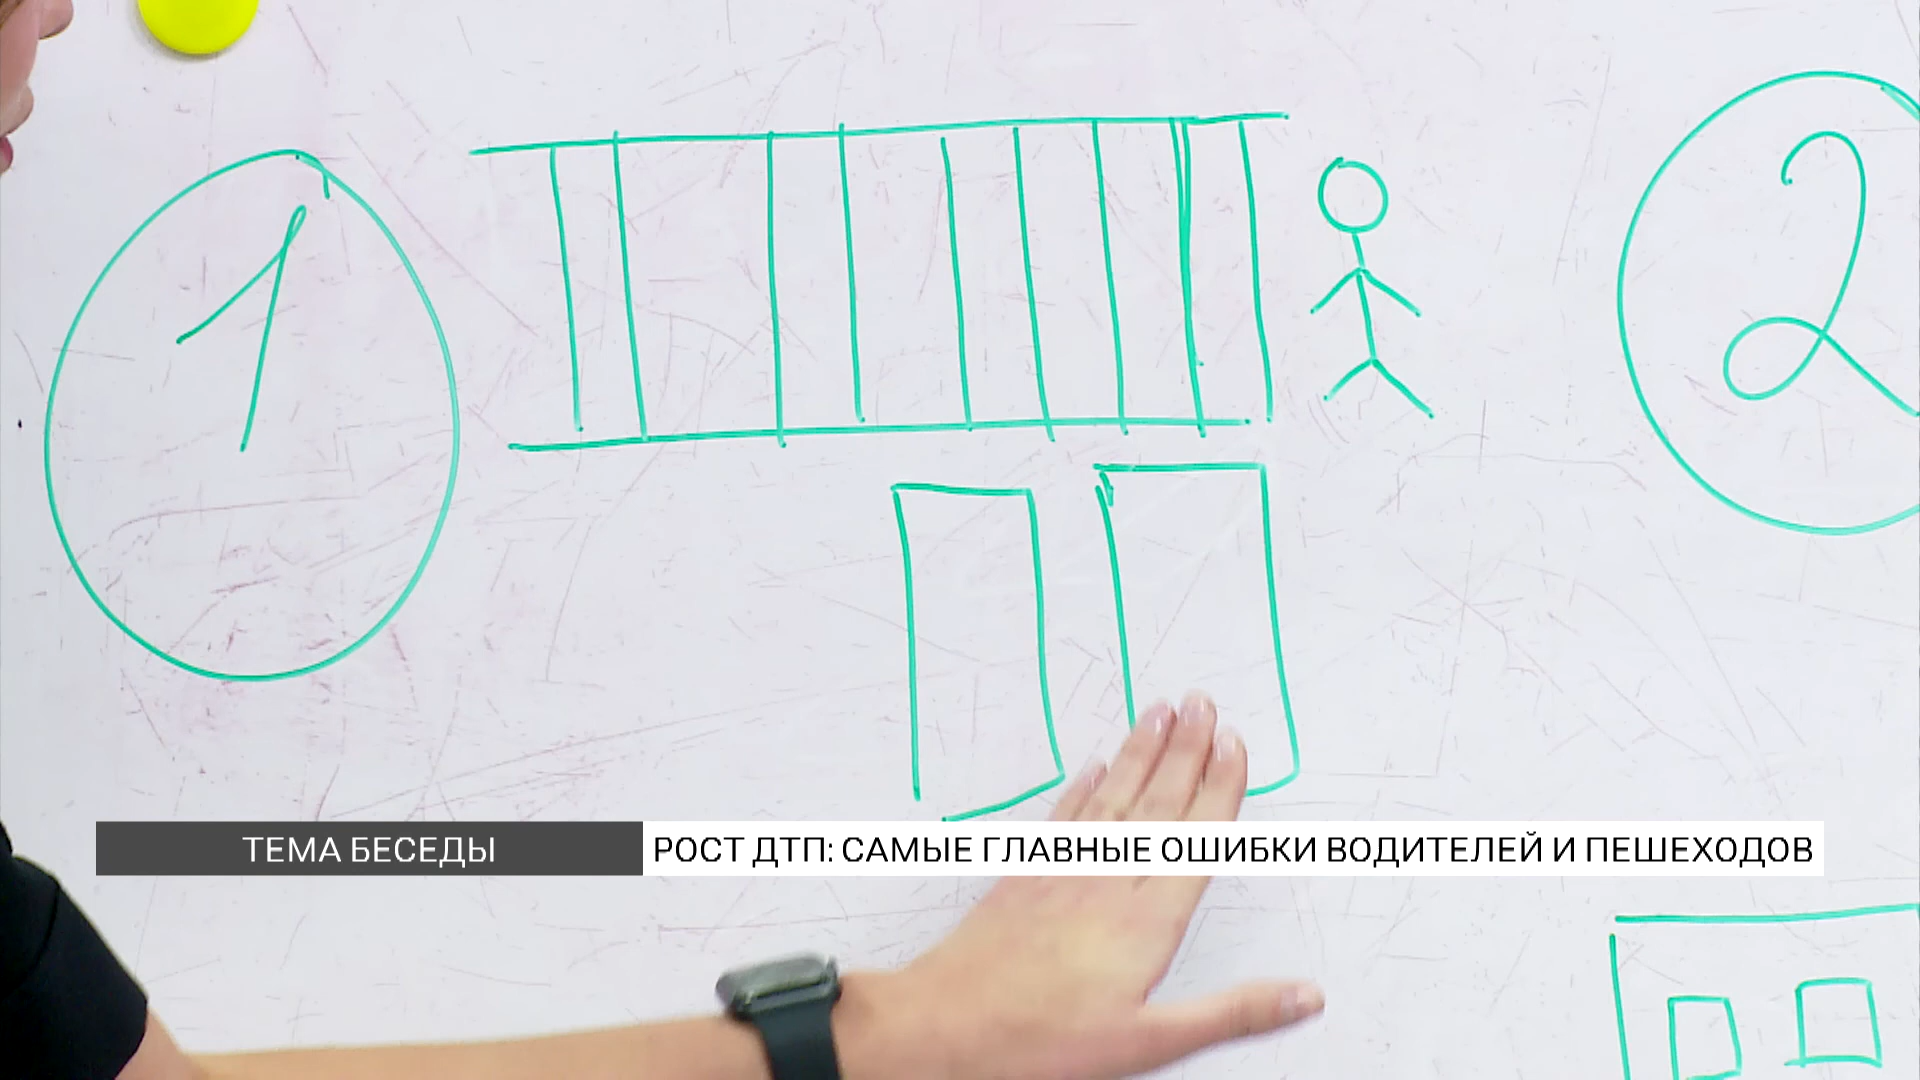 1
2
ТЕМА БЕСЕДЫ
РОСТ ДТП: САМЫЕ ГЛАВНЫЕ ОШИБКИ ВОДИТЕЛЕЙ И ПЕШЕХОДОВ